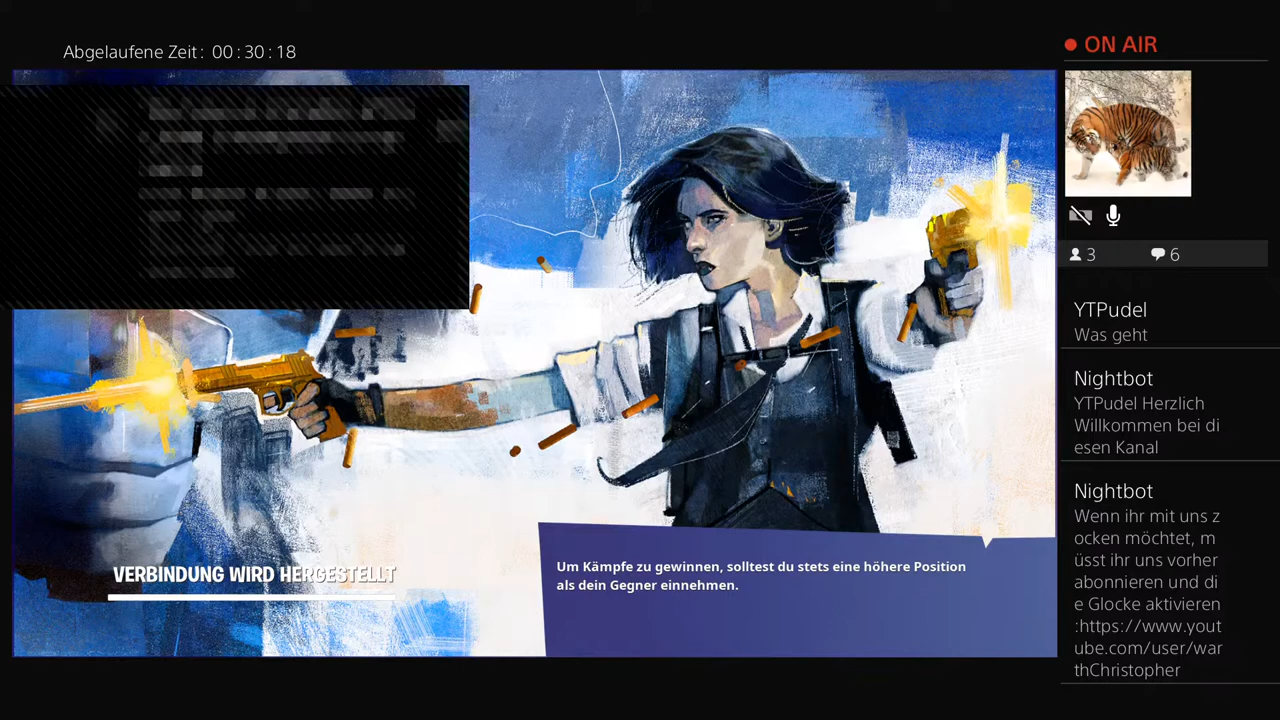 Abgelaufene Zeit: 00:30:18
ON AIR
3
6
YTPudel
Was geht
Nightbot
YTPudel Herzlich
Willkommen bei di
esen Kanal
Nightbot
Wenn ihr mit uns z
ocken möchtet, m
üsst ihr uns vorher
abonnieren und di
e Glocke aktivieren
:https://www.yout
ube.com/user/war
thChristopher
VERBINDUNG WIRD HERGESTELLT
Um Kämpfe zu gewinnen, solltest du stets eine höhere Position
als dein Gegner einnehmen.